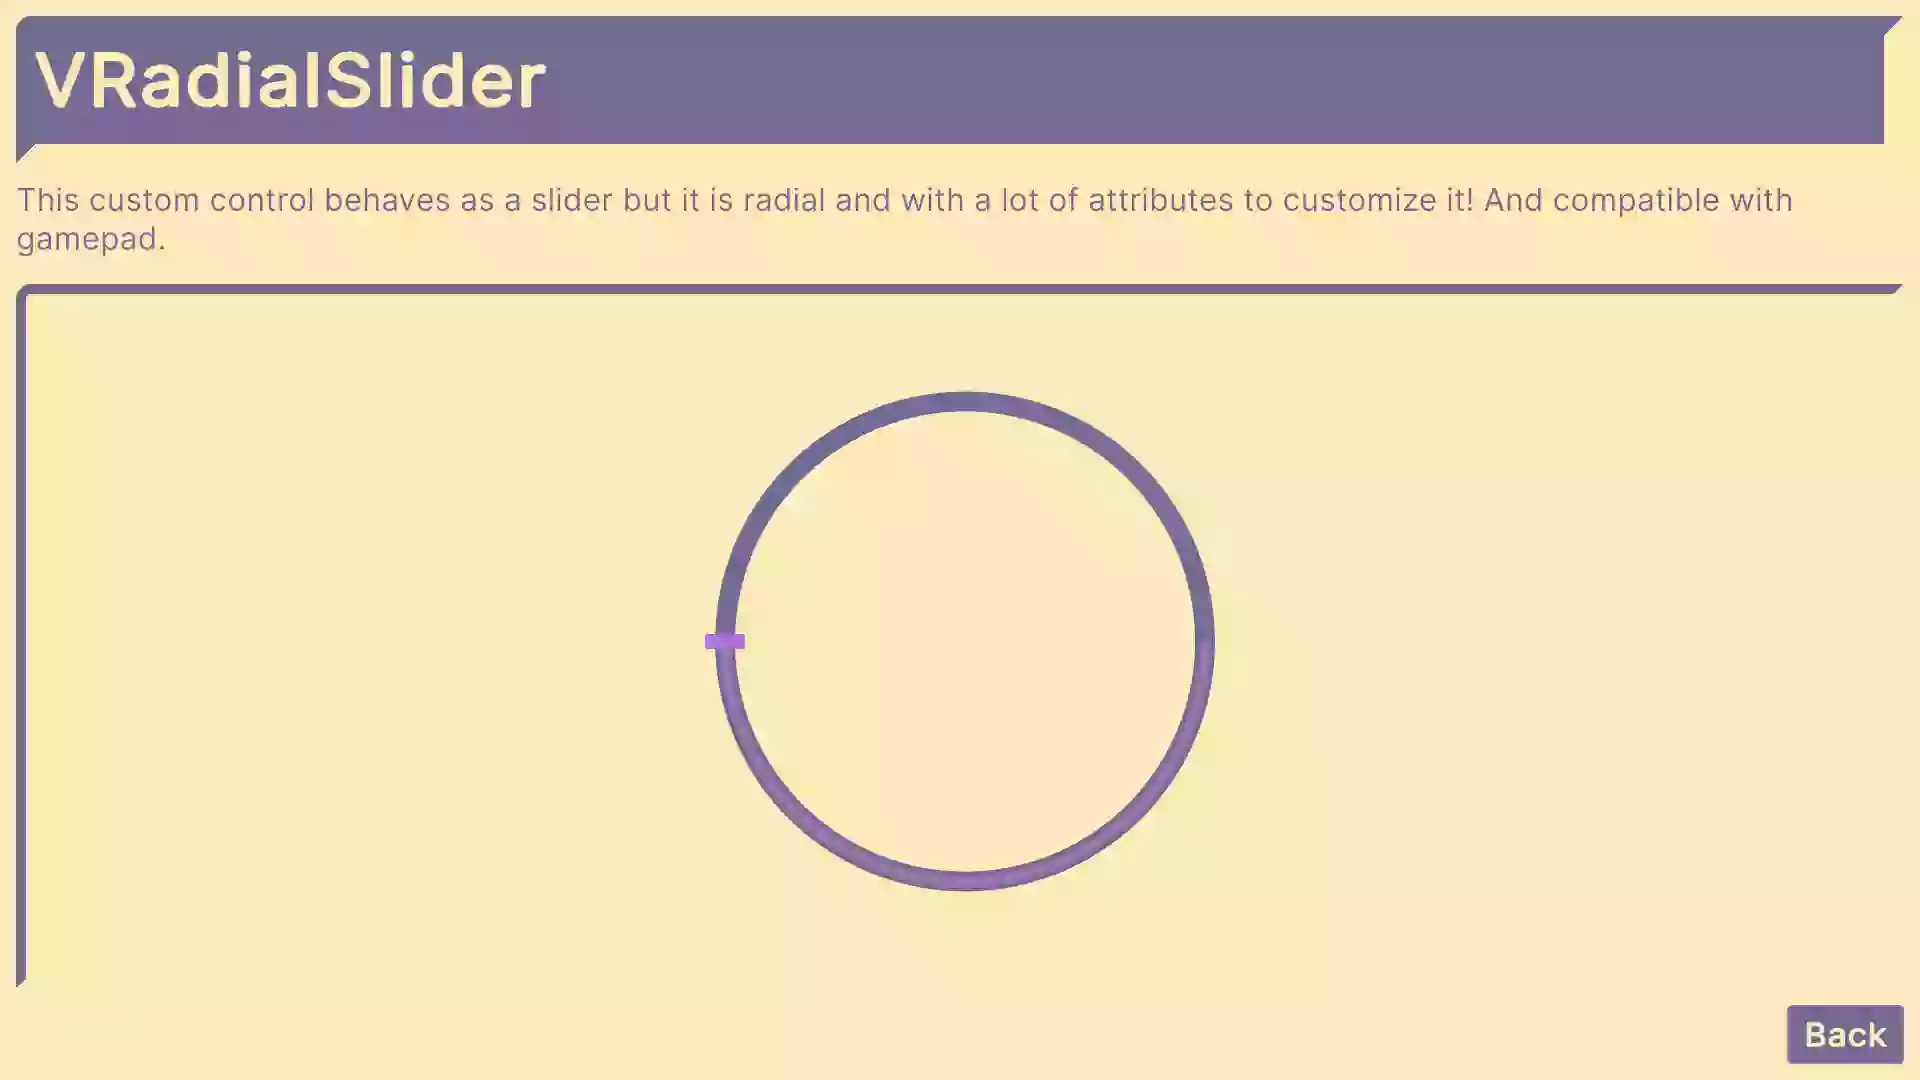 VRadialSlider
This custom control behaves as a slider but it is radial and with a lot of attributes to customize it! And compatible with
gamepad.
Back